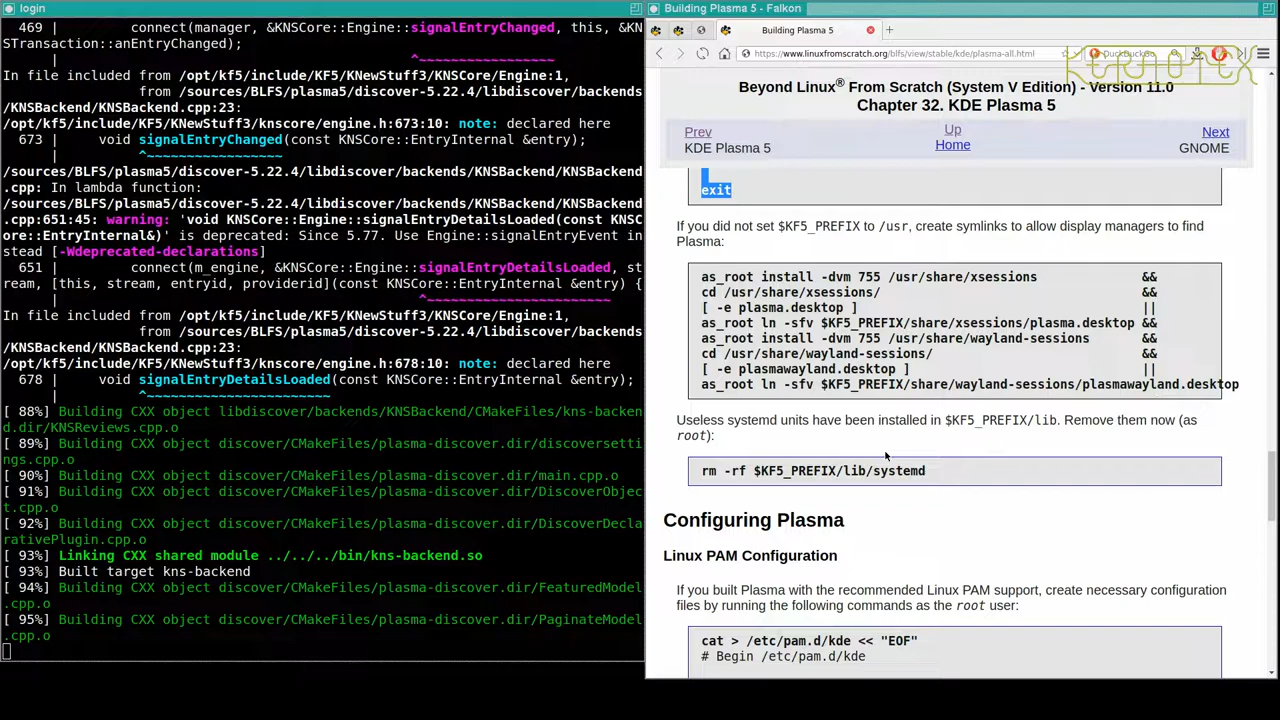 login
469 |         connect(manager, &KNSCore::Engine::signalEntryChanged, this, &KN
STransaction::anEntryChanged);
    |                                                    ^~~~~~~~~~~~~~~~~~
In file included from /opt/kf5/include/KF5/KNewStuff3/KNSCore/Engine:1,
                 from /sources/BLFS/plasma5/discover-5.22.4/libdiscover/backends
/KNSBackend/KNSBackend.cpp:23:
/opt/kf5/include/KF5/KNewStuff3/knscore/engine.h:673:10: note: declared here
673 |     void signalEntryChanged(const KNSCore::EntryInternal &entry);
    |          ^~~~~~~~~~~~~~~~~~
/sources/BLFS/plasma5/discover-5.22.4/libdiscover/backends/KNSBackend/KNSBackend
.cpp: In lambda function:
/sources/BLFS/plasma5/discover-5.22.4/libdiscover/backends/KNSBackend/KNSBackend
.cpp:651:45: warning: 'void KNSCore::Engine::signalEntryDetailsLoaded(const KNSC
ore::EntryInternal&)' is deprecated: Since 5.77. Use Engine::signalEntryEvent in
stead [-Wdeprecated-declarations]
651 |         connect(m_engine, &KNSCore::Engine::signalEntryDetailsLoaded, st
ream, [this, stream, entryid, providerid](const KNSCore::EntryInternal &entry) {
    |                                             ^~~~~~~~~~~~~~~~~~~~~~~~
In file included from /opt/kf5/include/KF5/KNewStuff3/KNSCore/Engine:1,
                 from /sources/BLFS/plasma5/discover-5.22.4/libdiscover/backends
/KNSBackend/KNSBackend.cpp:23:
/opt/kf5/include/KF5/KNewStuff3/knscore/engine.h:678:10: note: declared here
678 |     void signalEntryDetailsLoaded(const KNSCore::EntryInternal &entry);
    |          ^~~~~~~~~~~~~~~~~~~~~~~~
[ 88%] Building CXX object libdiscover/backends/KNSBackend/CMakeFiles/kns-backen
d.dir/KNSReviews.cpp.o
[ 89%] Building CXX object discover/CMakeFiles/plasma-discover.dir/discoversetti
ngs.cpp.o
[ 90%] Building CXX object discover/CMakeFiles/plasma-discover.dir/main.cpp.o
[ 91%] Building CXX object discover/CMakeFiles/plasma-discover.dir/DiscoverObjec
t.cpp.o
[ 92%] Building CXX object discover/CMakeFiles/plasma-discover.dir/DiscoverDecla
rativePlugin.cpp.o
[ 93%] Linking CXX shared module ../../../bin/kns-backend.so
[ 93%] Built target kns-backend
[ 94%] Building CXX object discover/CMakeFiles/plasma-discover.dir/FeaturedModel
.cpp.o
[ 95%] Building CXX object discover/CMakeFiles/plasma-discover.dir/PaginateModel
.cpp.o
Building Plasma 5 - Falkon
Building Plasma 5
https://www.linuxfromscratch.org/blfs/view/stable/kde/plasma-all.html
KERNOTEX
Beyond Linux® From Scratch (System V Edition) - Version 11.0
Chapter 32. KDE Plasma 5
Prev Up Next
KDE Plasma 5 Home GNOME
exit
If you did not set $KF5_PREFIX to /usr, create symlinks to allow display managers to find
Plasma:
as_root install -dvm 755 /usr/share/xsessions              &&
cd /usr/share/xsessions/                                   &&
[ -e plasma.desktop ]                                      ||
as_root ln -sfv $KF5_PREFIX/share/xsessions/plasma.desktop &&
as_root install -dvm 755 /usr/share/wayland-sessions       &&
cd /usr/share/wayland-sessions/                            &&
[ -e plasmawayland.desktop ]                               ||
as_root ln -sfv $KF5_PREFIX/share/wayland-sessions/plasmawayland.desktop
Useless systemd units have been installed in $KF5_PREFIX/lib. Remove them now (as
root):
rm -rf $KF5_PREFIX/lib/systemd
Configuring Plasma
Linux PAM Configuration
If you built Plasma with the recommended Linux PAM support, create necessary configuration
files by running the following commands as the root user:
cat > /etc/pam.d/kde << "EOF"
# Begin /etc/pam.d/kde